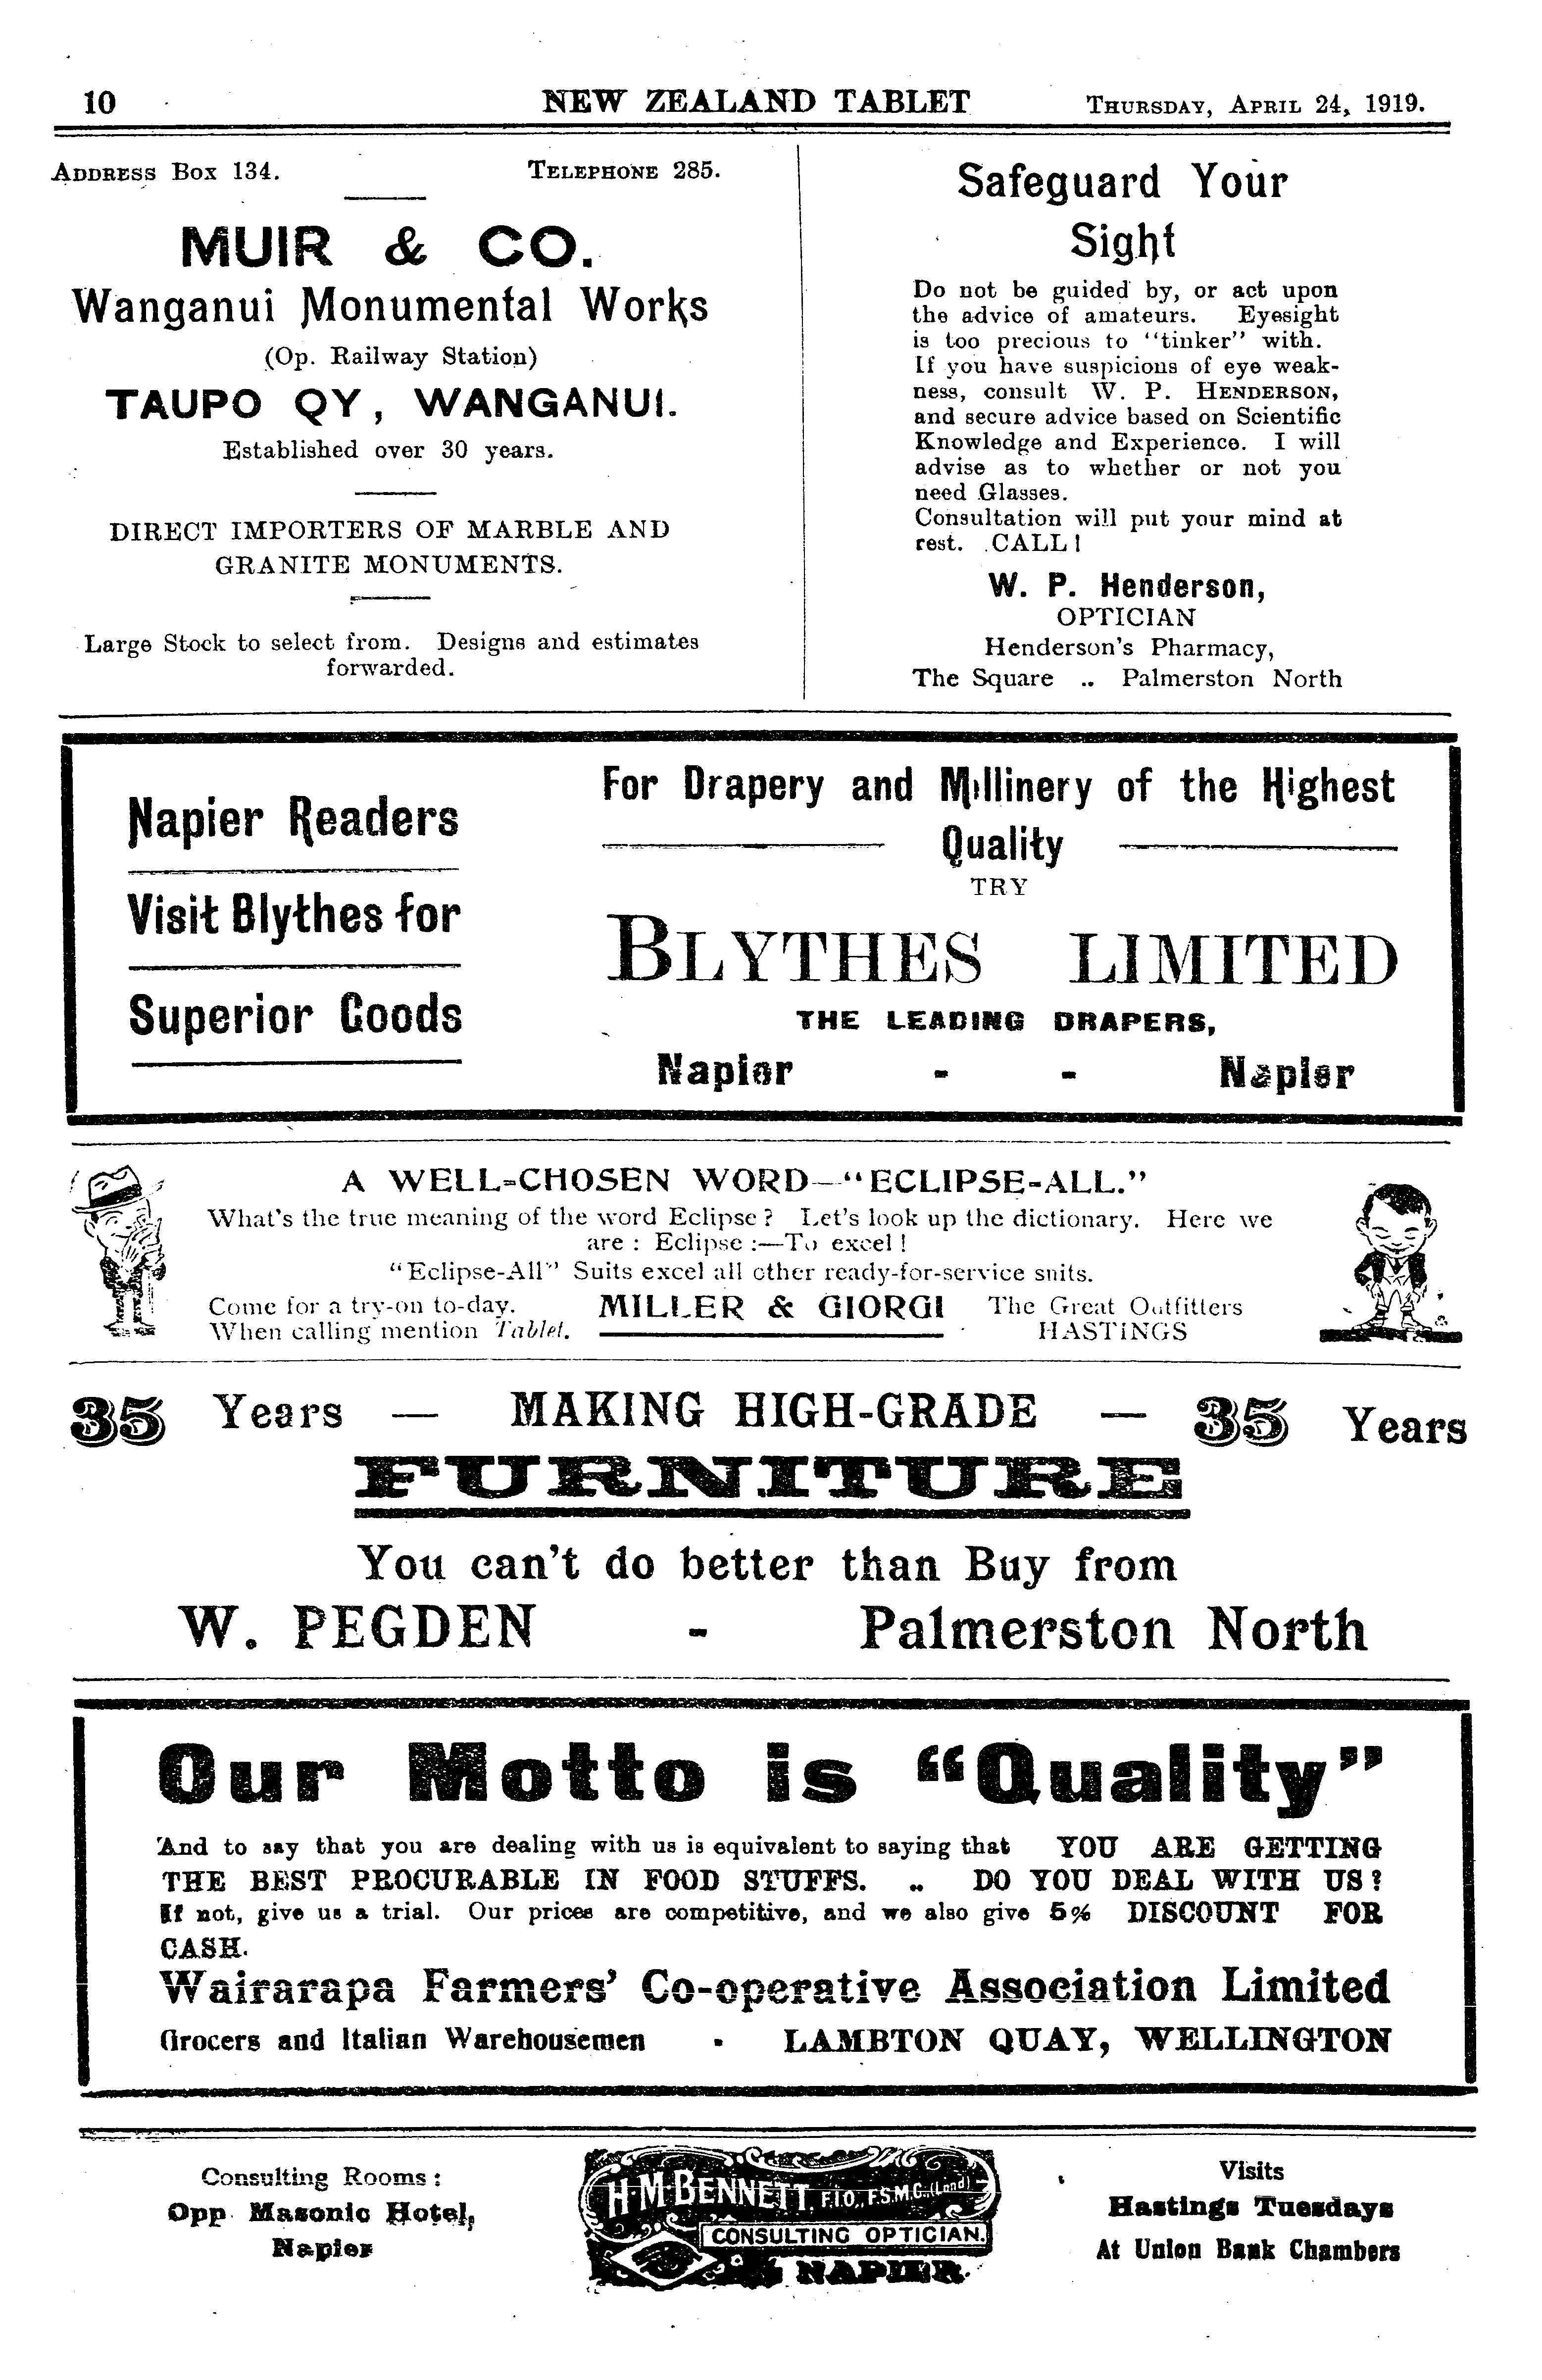 10
NEW ZEALAND TABLET
THURSDAY, APRIL 24, 1919.
ADDRESS BOX 134.
TELEPHONE 285.
MUIR & CO.
Wanganui Monumental Works
(Op. Railway Station)
TAUPO QY, WANGANUI.
Established over 30 years.
DIRECT IMPORTERS OF MARBLE AND
GRANITE MONUMENTS.
Large Stock to select from. Designs and estimates
forwarded.
Safeguard Your
Sight
Do not be guided by, or act upon
the advice of amateurs. Eyesight
is too precious to "tinker" with.
If you have suspicions of eye weak-
ness, consult W. P. HENDERSON,
and secure advice based on Scientific
Knowledge and Experience. I will
advise as to whether or not you
need Glasses.
Consultation will put your mind at
rest. CALL!
W. P. Henderson,
OPTICIAN
Henderson's Pharmacy,
The Square .. Palmerston North
Napier Readers
Visit Blythes for
Superior Goods
For Drapery and Millinery of the Highest
Quality
TRY
BLYTHES LIMITED
THE LEADING DRAPERS,
Napier - - Napier
A WELL-CHOSEN WORD—"ECLIPSE-ALL."
What's the true meaning of the word Eclipse? Let's look up the dictionary. Here we
are: Eclipse:—To excel!
"Eclipse-All" Suits excel all other ready-for-service suits.
Come for a try-on to-day.
When calling mention Tablet.
MILLER & GIORGI
The Great Outfitters
HASTINGS
35 Years — MAKING HIGH-GRADE — 35 Years
FURNITURE
You can't do better than Buy from
W. PEGDEN - Palmerston North
Our Motto is "Quality"
And to say that you are dealing with us is equivalent to saying that YOU ARE GETTING
THE BEST PROCURABLE IN FOOD STUFFS. .. DO YOU DEAL WITH US?
If not, give us a trial. Our prices are competitive, and we also give 5% DISCOUNT FOR
CASH.
Wairarapa Farmers' Co-operative Association Limited
Grocers and Italian Warehousemen - LAMBTON QUAY, WELLINGTON
Consulting Rooms:
Opp Masonic Hotel,
Napier
H. M. BENNETT, F.I.O., F.S.M.C., (Lond)
CONSULTING OPTICIAN.
NAPIER.
Visits
Hastings Tuesdays
At Union Bank Chambers